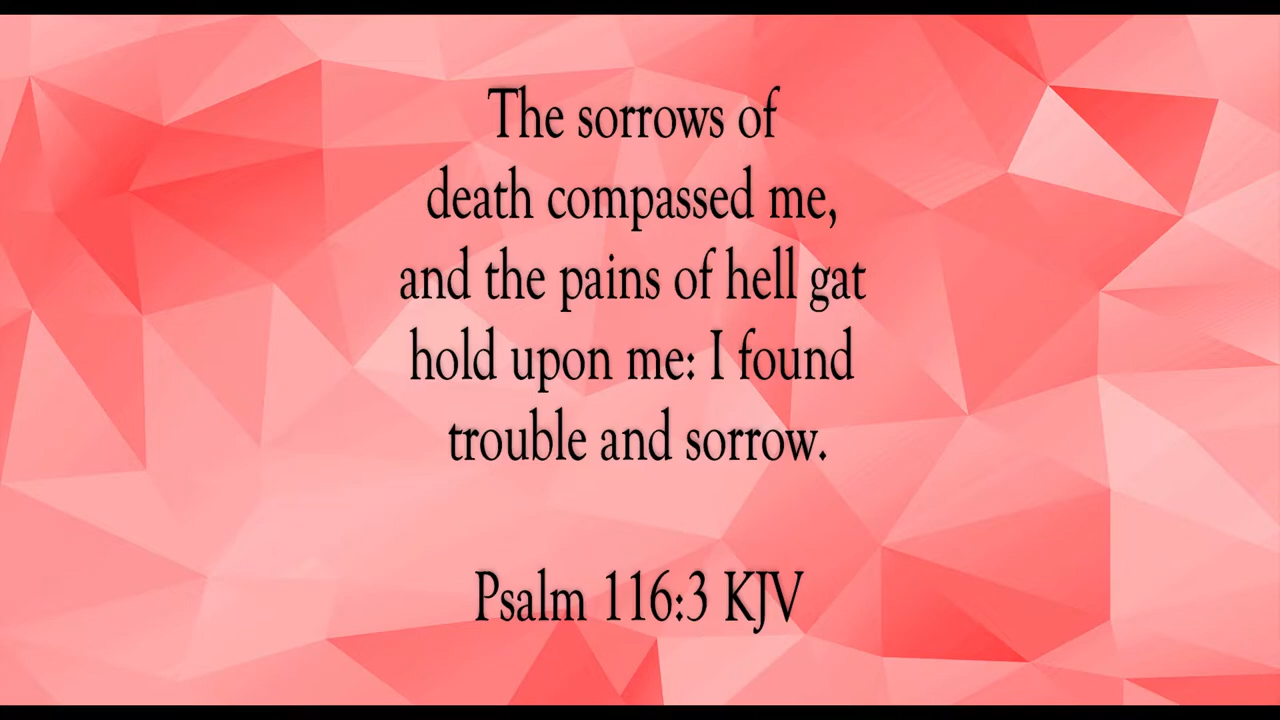 The sorrows of
death compassed me,
and the pains of hell gat
hold upon me: I found
trouble and sorrow.
Psalm 116:3 KJV